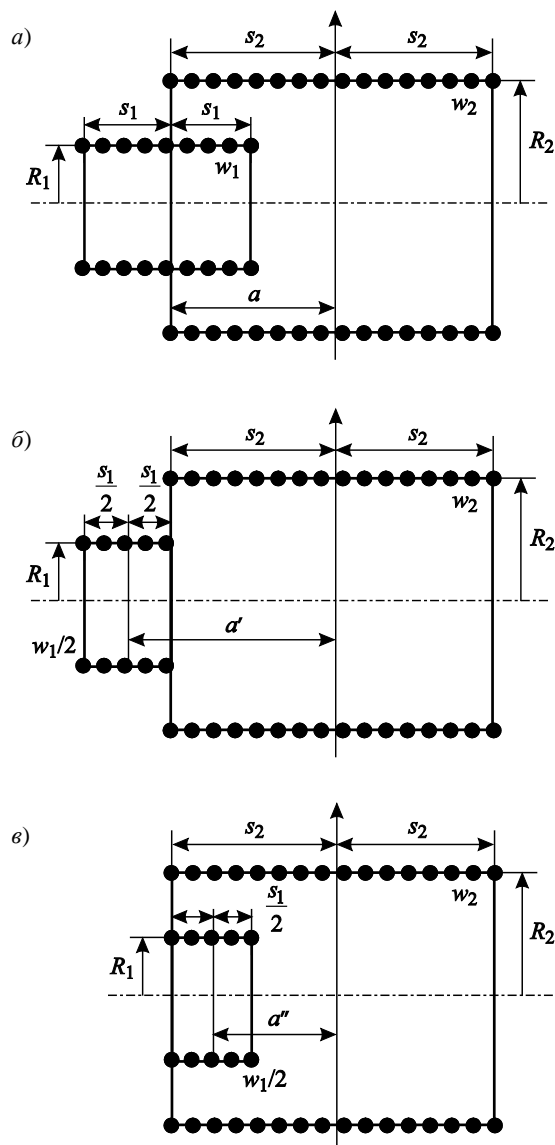 а)
s₂ s₂
s₁ s₁
w₂
R₁
w₁
R₂
a
б)
s₂ s₂
s₁/2 s₁/2
w₂
R₁
R₂
a′
w₁/2
в)
s₂ s₂
s₁/2
w₂
R₁
R₂
a″
w₁/2